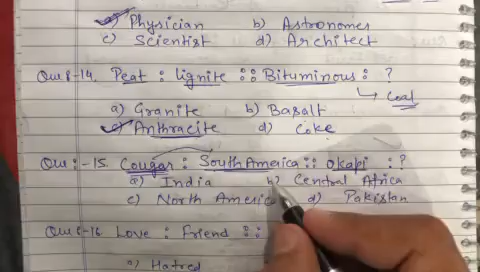 a) Physician b) Astronomer
c) Scientist d) Architect
Que:-14. Peat : lignite :: Bituminous : ?
→ Coal
a) Granite b) Basalt
c) Anthracite d) Coke
Que:-15. Cougar : South America :: Okapi : ?
a) India b) Central Africa
c) North America d) Pakistan
Que:-16 Love : Friend ::
a) Hatred